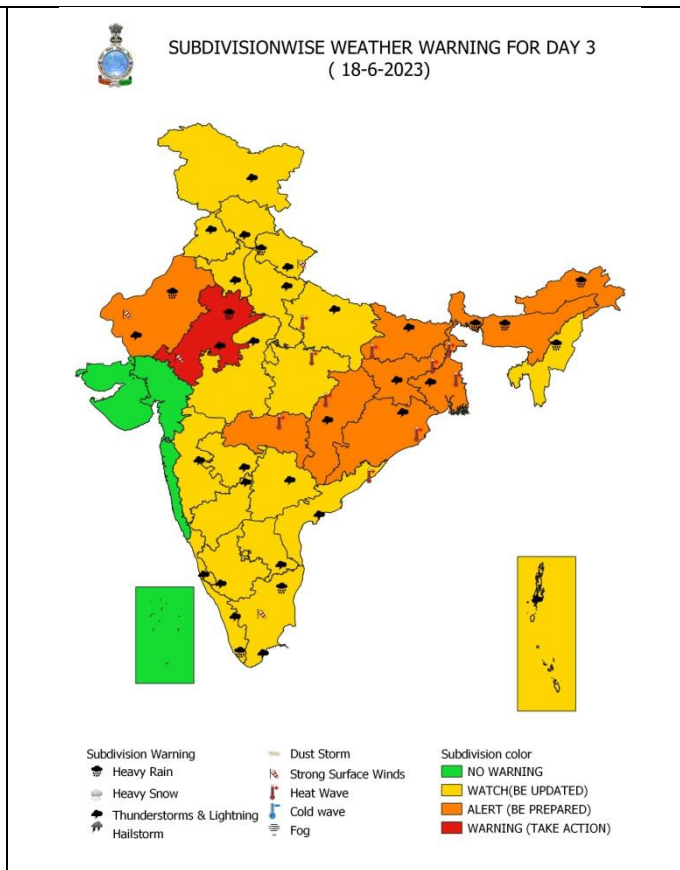 SUBDIVISIONWISE WEATHER WARNING FOR DAY 3
( 18-6-2023)
Subdivision Warning
Heavy Rain
Heavy Snow
Thunderstorms & Lightning
Hailstorm
Dust Storm
Strong Surface Winds
Heat Wave
Cold wave
Fog
Subdivision color
NO WARNING
WATCH(BE UPDATED)
ALERT (BE PREPARED)
WARNING (TAKE ACTION)